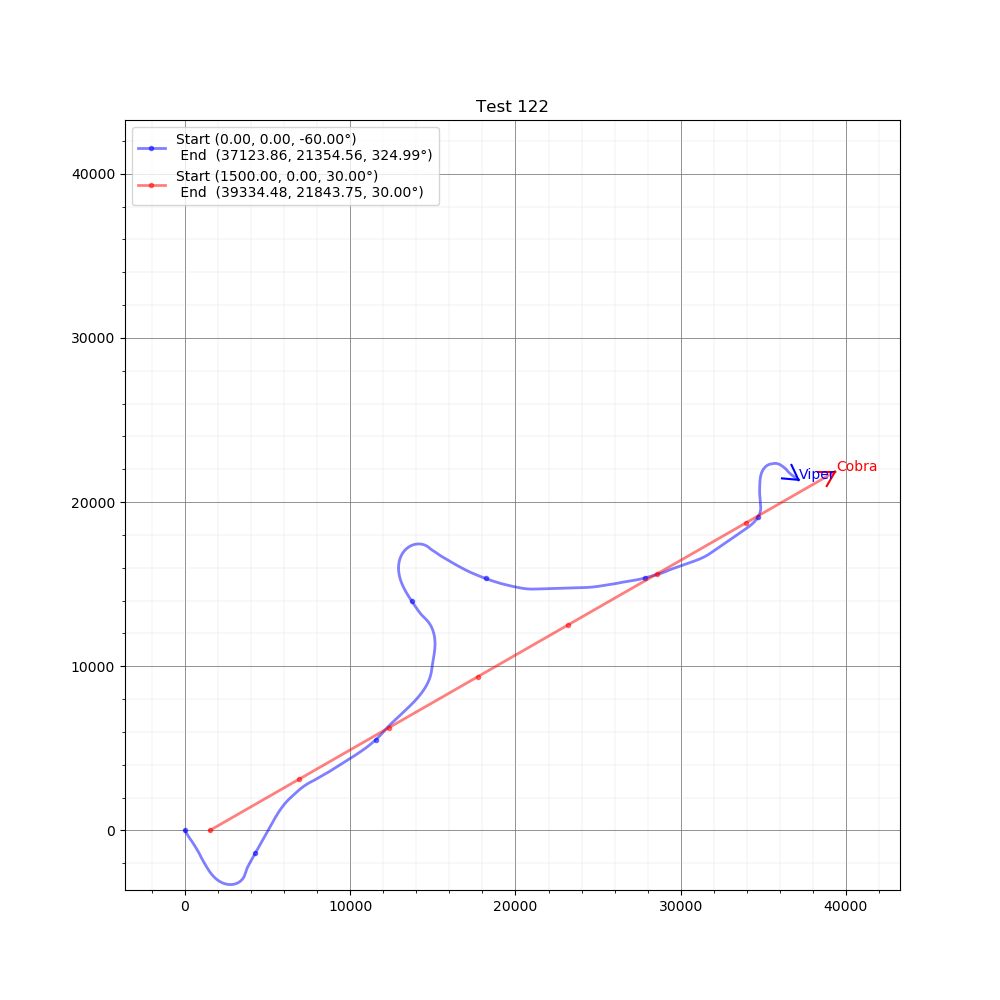 Test 122
Start (0.00, 0.00, -60.00°)
End (37123.86, 21354.56, 324.99°)
Start (1500.00, 0.00, 30.00°)
End (39334.48, 21843.75, 30.00°)
40000
30000
20000
10000
0
Viper
Cobra
0
10000
20000
30000
40000